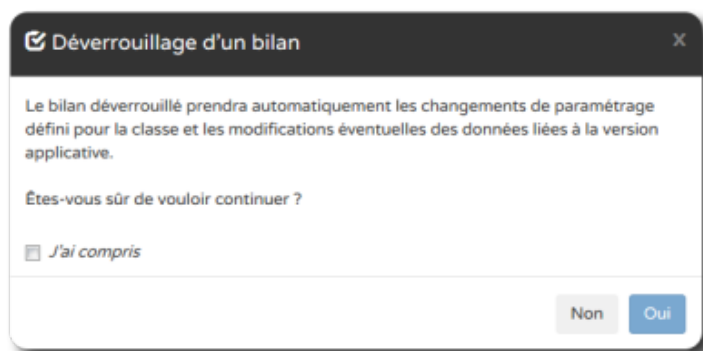 Déverrouillage d'un bilan x
Le bilan déverrouillé prendra automatiquement les changements de paramétrage
défini pour la classe et les modifications éventuelles des données liées à la version
applicative.
Êtes-vous sûr de vouloir continuer ?
J'ai compris
Non Oui